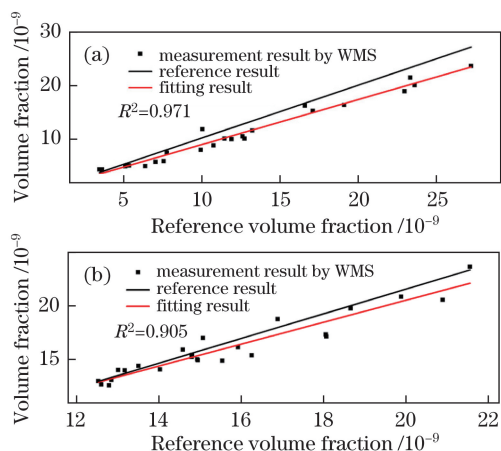 (a)
measurement result by WMS
reference result
fitting result
R²=0.971
Volume fraction /10⁻⁹
30
20
10
5 10 15 20 25
Reference volume fraction /10⁻⁹
(b)
measurement result by WMS
reference result
fitting result
R²=0.905
Volume fraction /10⁻⁹
20
15
12 14 16 18 20 22
Reference volume fraction /10⁻⁹